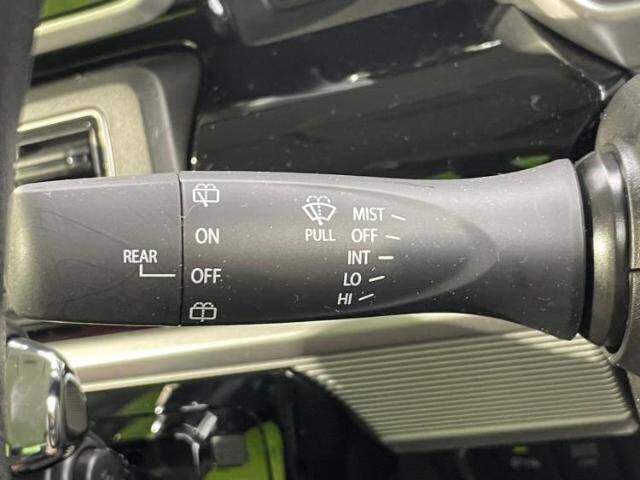 REAR
ON
OFF
PULL
MIST
OFF
INT
LO
HI